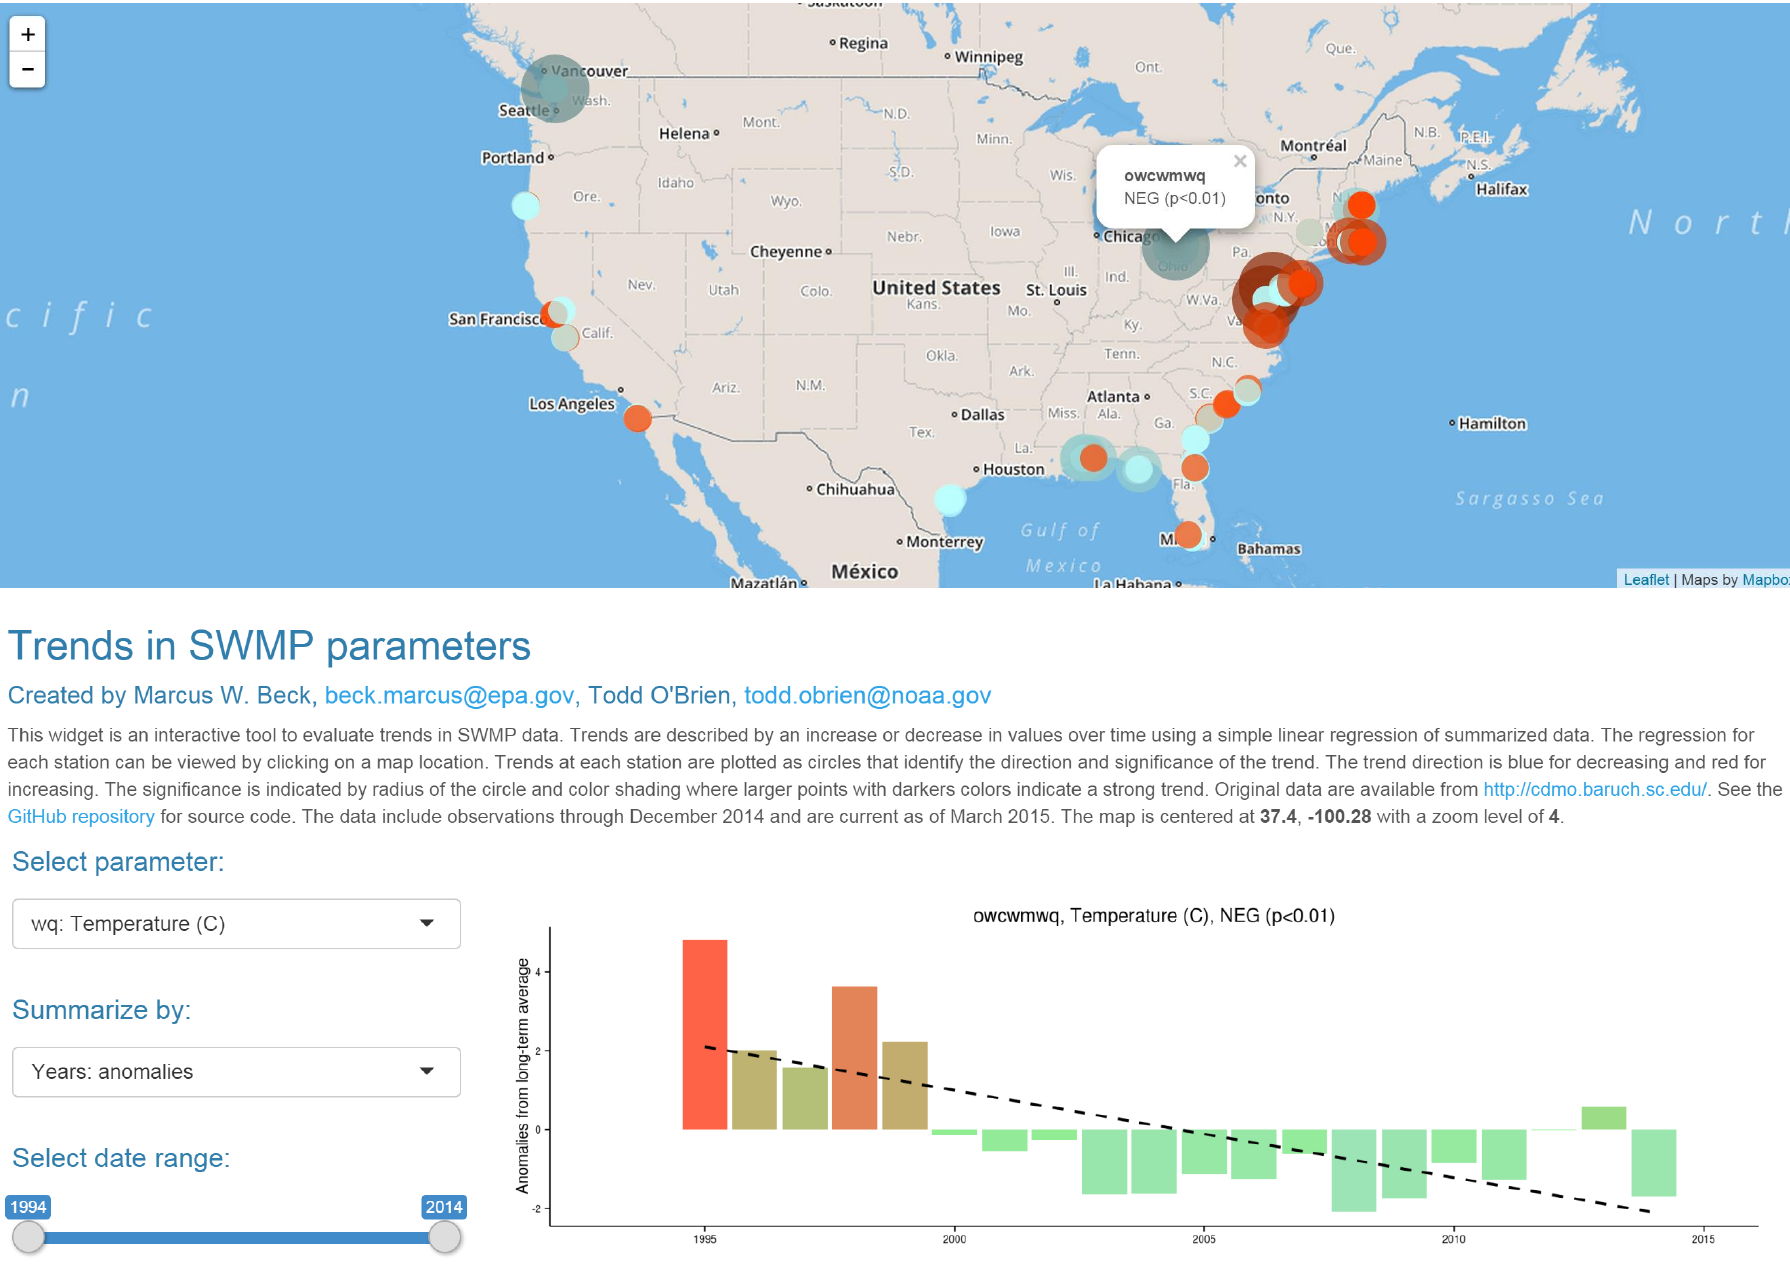 Saskatoon
+
Regina
Winnipeg
Que.
Ont.
−
Vancouver
Wash.
Seattle
Helena
Mont.
N.D.
Minn.
Montréal
N.B.
P.E.I.
Maine
Portland
N.S.
Halifax
owcwmwq
×
NEG (p<0.01)
Idaho
S.D.
Wis.
Ore.
Wyo.
onto
N.Y.
Nort
Cheyenne
Nebr.
Iowa
Chicag
Pa.
Ohio
Nev.
Utah
Colo.
United States
Kans.
St. Louis
Ill.
Ind.
W.Va.
Mo.
cific
San Francisco
Calif.
Ky.
Okla.
Tenn.
N.C.
Ariz.
N.M.
Ark.
n
Los Angeles
Dallas
Atlanta
S.C.
Miss.
Ala.
Ga.
Hamilton
Tex.
La.
Houston
Chihuahua
Fla.
Sargasso Sea
Gulf of
Mexico
Monterrey
Bahamas
México
Mazatlán
La Habana
Leaflet | Maps by Mapbox
Trends in SWMP parameters
Created by Marcus W. Beck, beck.marcus@epa.gov, Todd O'Brien, todd.obrien@noaa.gov
This widget is an interactive tool to evaluate trends in SWMP data. Trends are described by an increase or decrease in values over time using a simple linear regression of summarized data. The regression for
each station can be viewed by clicking on a map location. Trends at each station are plotted as circles that identify the direction and significance of the trend. The trend direction is blue for decreasing and red for
increasing. The significance is indicated by radius of the circle and color shading where larger points with darkers colors indicate a strong trend. Original data are available from http://cdmo.baruch.sc.edu/. See the
GitHub repository for source code. The data include observations through December 2014 and are current as of March 2015. The map is centered at 37.4, -100.28 with a zoom level of 4.
Select parameter:
wq: Temperature (C)
Summarize by:
Years: anomalies
Select date range:
1994
2014
owcwmwq, Temperature (C), NEG (p<0.01)
Anomalies from long-term average
4
2
0
-2
1995
2000
2005
2010
2015